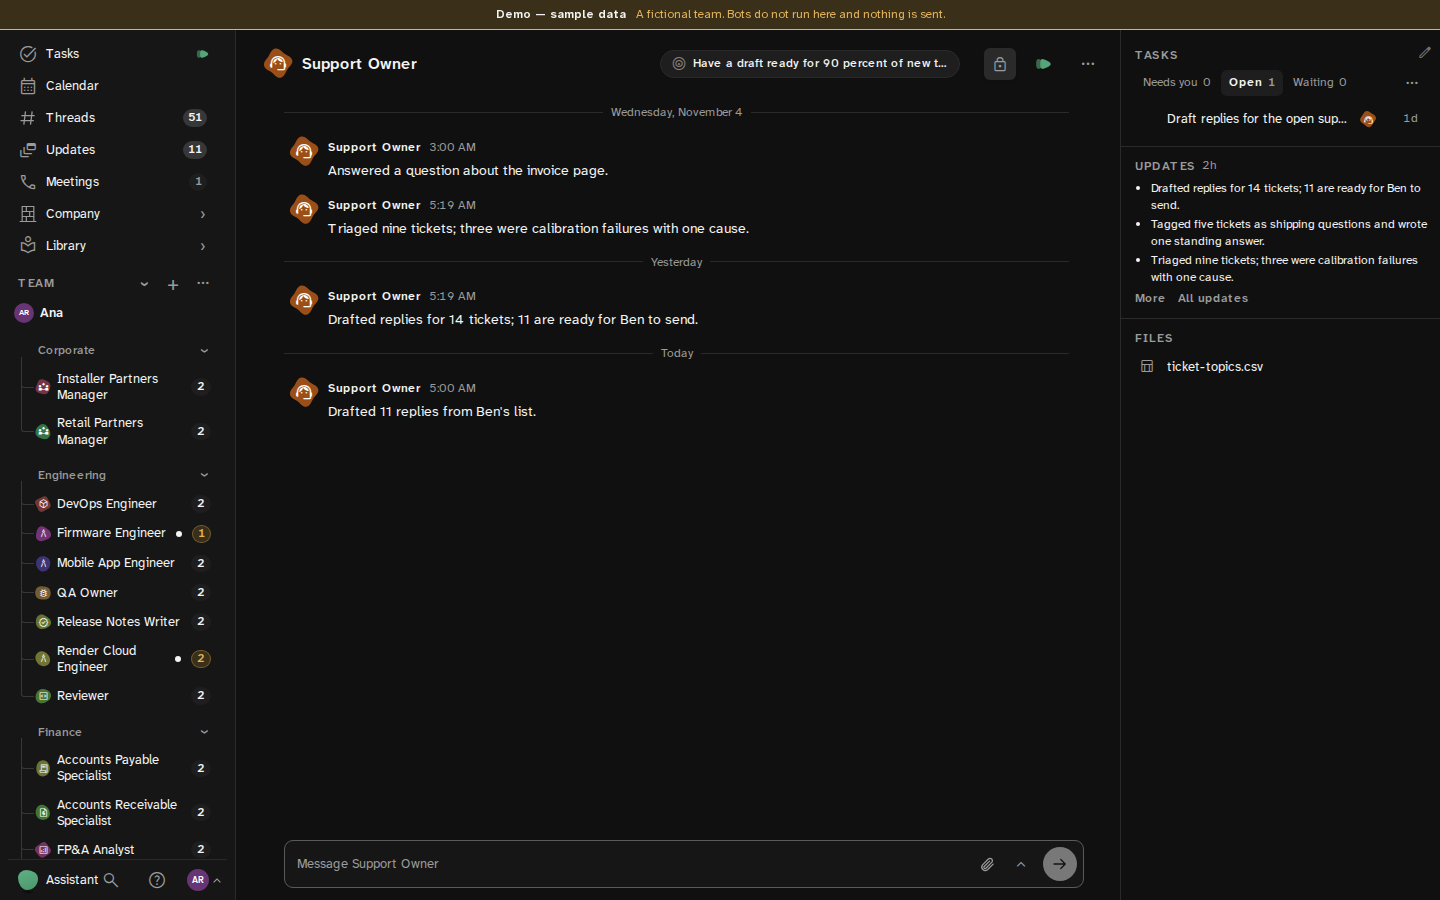 Demo — sample data A fictional team. Bots do not run here and nothing is sent.
Tasks
Calendar
Threads 51
Updates 11
Meetings 1
Company
Library
TEAM
AR Ana
Corporate
Installer Partners
Manager 2
Retail Partners
Manager 2
Engineering
DevOps Engineer 2
Firmware Engineer 1
Mobile App Engineer 2
QA Owner 2
Release Notes Writer 2
Render Cloud
Engineer 2
Reviewer 2
Finance
Accounts Payable
Specialist 2
Accounts Receivable
Specialist 2
FP&A Analyst 2
Assistant
AR
Support Owner
Have a draft ready for 90 percent of new t...
Wednesday, November 4
Support Owner 3:00 AM
Answered a question about the invoice page.
Support Owner 5:19 AM
Triaged nine tickets; three were calibration failures with one cause.
Yesterday
Support Owner 5:19 AM
Drafted replies for 14 tickets; 11 are ready for Ben to send.
Today
Support Owner 5:00 AM
Drafted 11 replies from Ben's list.
Message Support Owner
TASKS
Needs you 0 Open 1 Waiting 0
Draft replies for the open sup... 1d
UPDATES 2h
• Drafted replies for 14 tickets; 11 are ready for Ben to
send.
• Tagged five tickets as shipping questions and wrote
one standing answer.
• Triaged nine tickets; three were calibration failures
with one cause.
More All updates
FILES
ticket-topics.csv